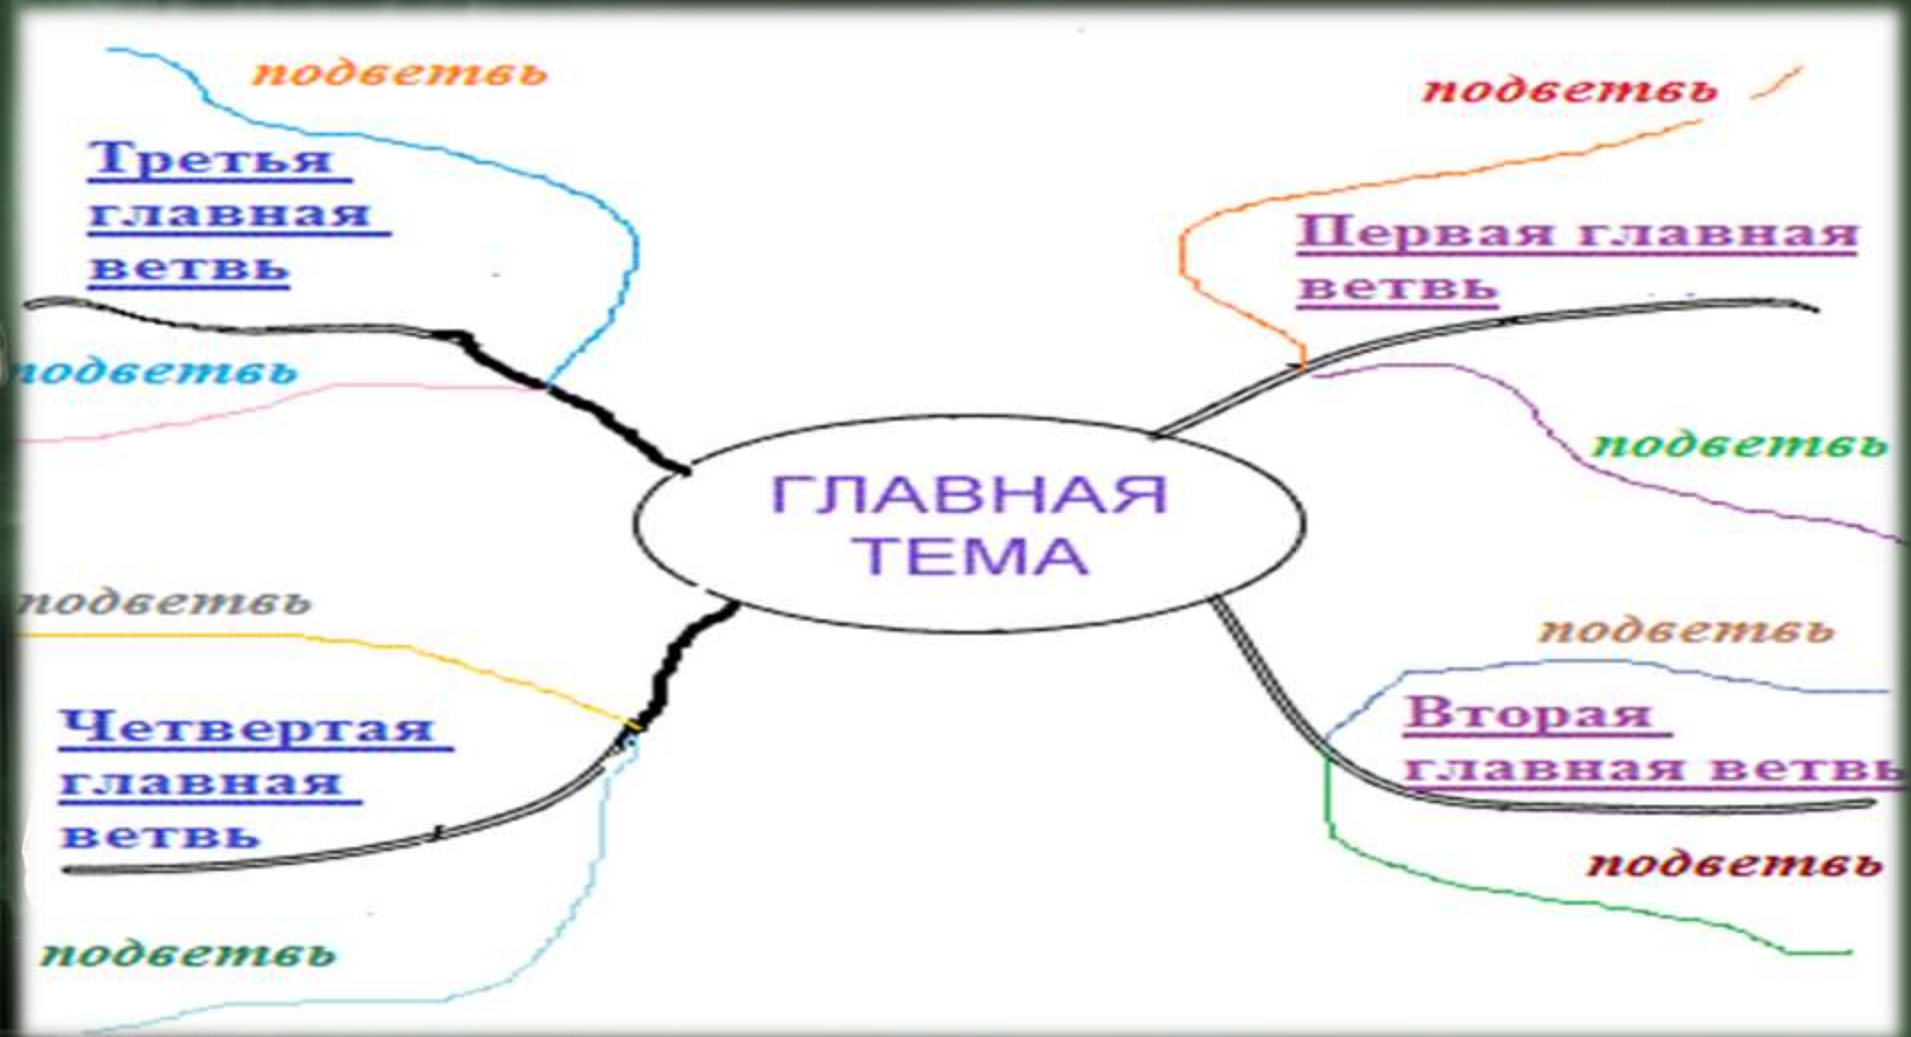 подветвь
Третья
главная
ветвь
подветвь
подветвь
Первая главная
ветвь
подветвь
ГЛАВНАЯ
ТЕМА
подветвь
Четвертая
главная
ветвь
подветвь
подветвь
Вторая
главная ветвь
подветвь